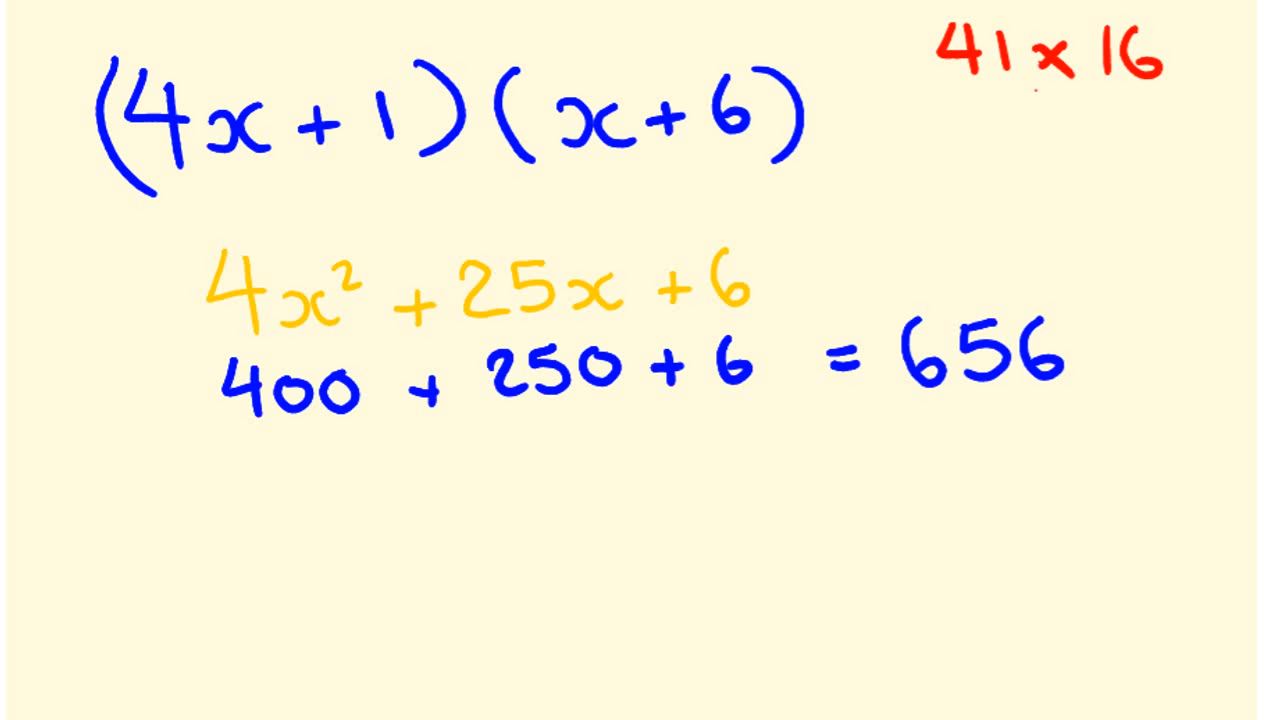 41 × 16
(4x + 1)(x + 6)
4x² + 25x + 6
400 + 250 + 6 = 656